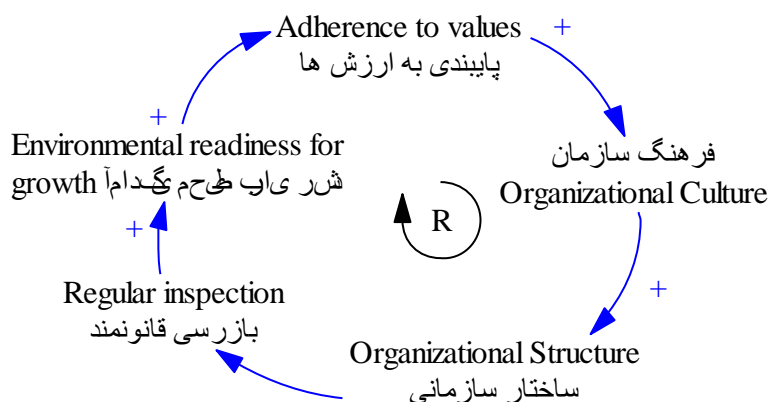 Adherence to values +
پایبندی به ارزش ها
+
Environmental readiness for
growth
فرهنگ سازمان
Organizational Culture
R
+
Regular inspection
بازرسی قانونمند
+
Organizational Structure
ساختار سازمانی